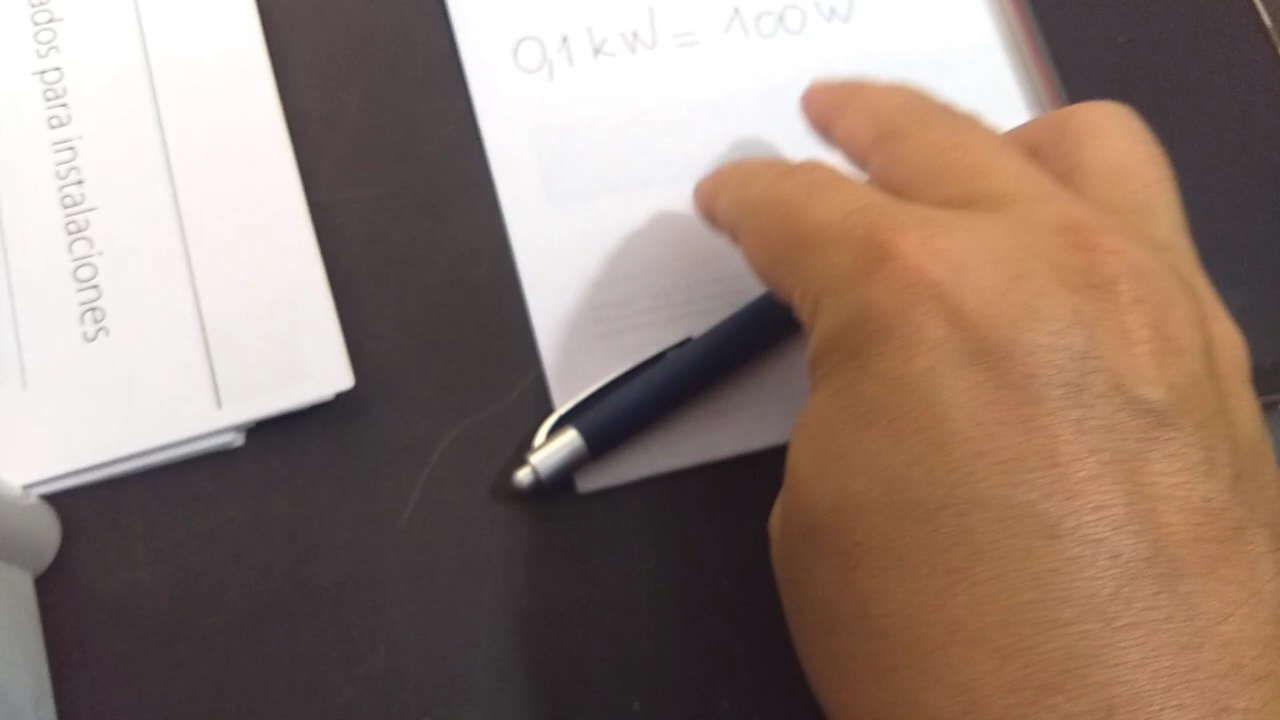 ados para instalaciones
0,1 kW = 100 W